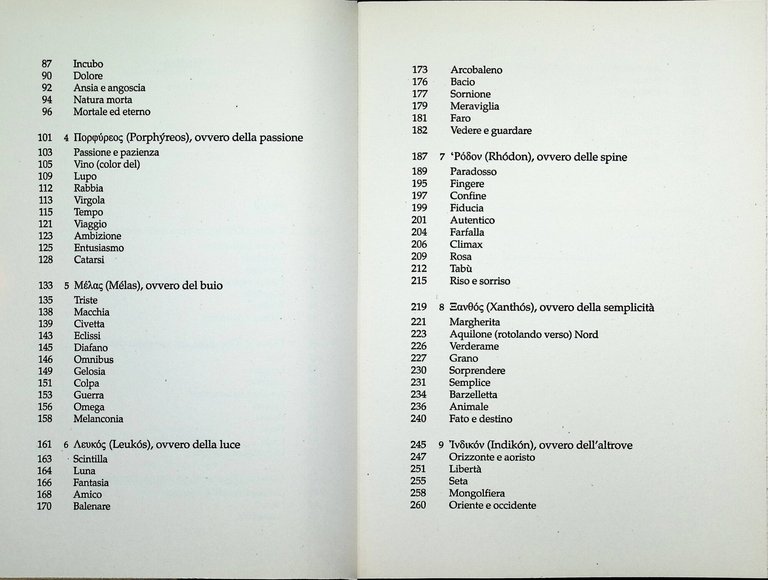 87 Incubo
90 Dolore
92 Ansia e angoscia
94 Natura morta
96 Mortale ed eterno
101 4 Πορφύρεος (Porphýreos), ovvero della passione
103 Passione e pazienza
105 Vino (color del)
109 Lupo
112 Rabbia
113 Virgola
115 Tempo
121 Viaggio
123 Ambizione
125 Entusiasmo
128 Catarsi
133 5 Μέλας (Mélas), ovvero del buio
135 Triste
138 Macchia
139 Civetta
143 Eclissi
145 Diafano
146 Omnibus
149 Gelosia
151 Colpa
153 Guerra
156 Omega
158 Melanconia
161 6 Λευκός (Leukós), ovvero della luce
163 Scintilla
164 Luna
166 Fantasia
168 Amico
170 Balenare
173 Arcobaleno
176 Bacio
177 Sornione
179 Meraviglia
181 Faro
182 Vedere e guardare
187 7 Ῥόδον (Rhódon), ovvero delle spine
189 Paradosso
195 Fingere
197 Confine
199 Fiducia
201 Autentico
204 Farfalla
206 Climax
209 Rosa
212 Tabù
215 Riso e sorriso
219 8 Ξανθός (Xanthós), ovvero della semplicità
221 Margherita
223 Aquilone (rotolando verso) Nord
226 Verderame
227 Grano
230 Sorprendere
231 Semplice
234 Barzelletta
236 Animale
240 Fato e destino
245 9 Ἰνδικόν (Indikón), ovvero dell'altrove
247 Orizzonte e aoristo
251 Libertà
255 Seta
258 Mongolfiera
260 Oriente e occidente